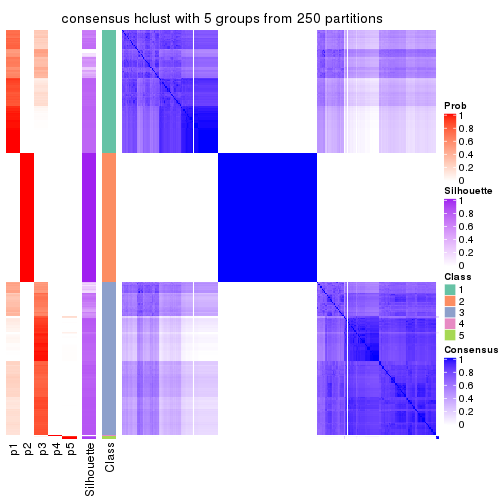 consensus hclust with 5 groups from 250 partitions
Prob
1
0.8
0.6
0.4
0.2
0
Silhouette
1
0.8
0.6
0.4
0.2
0
Class
1
2
3
4
5
Consensus
1
0.8
0.6
0.4
0.2
0
p1
p2
p3
p4
p5
Silhouette
Class